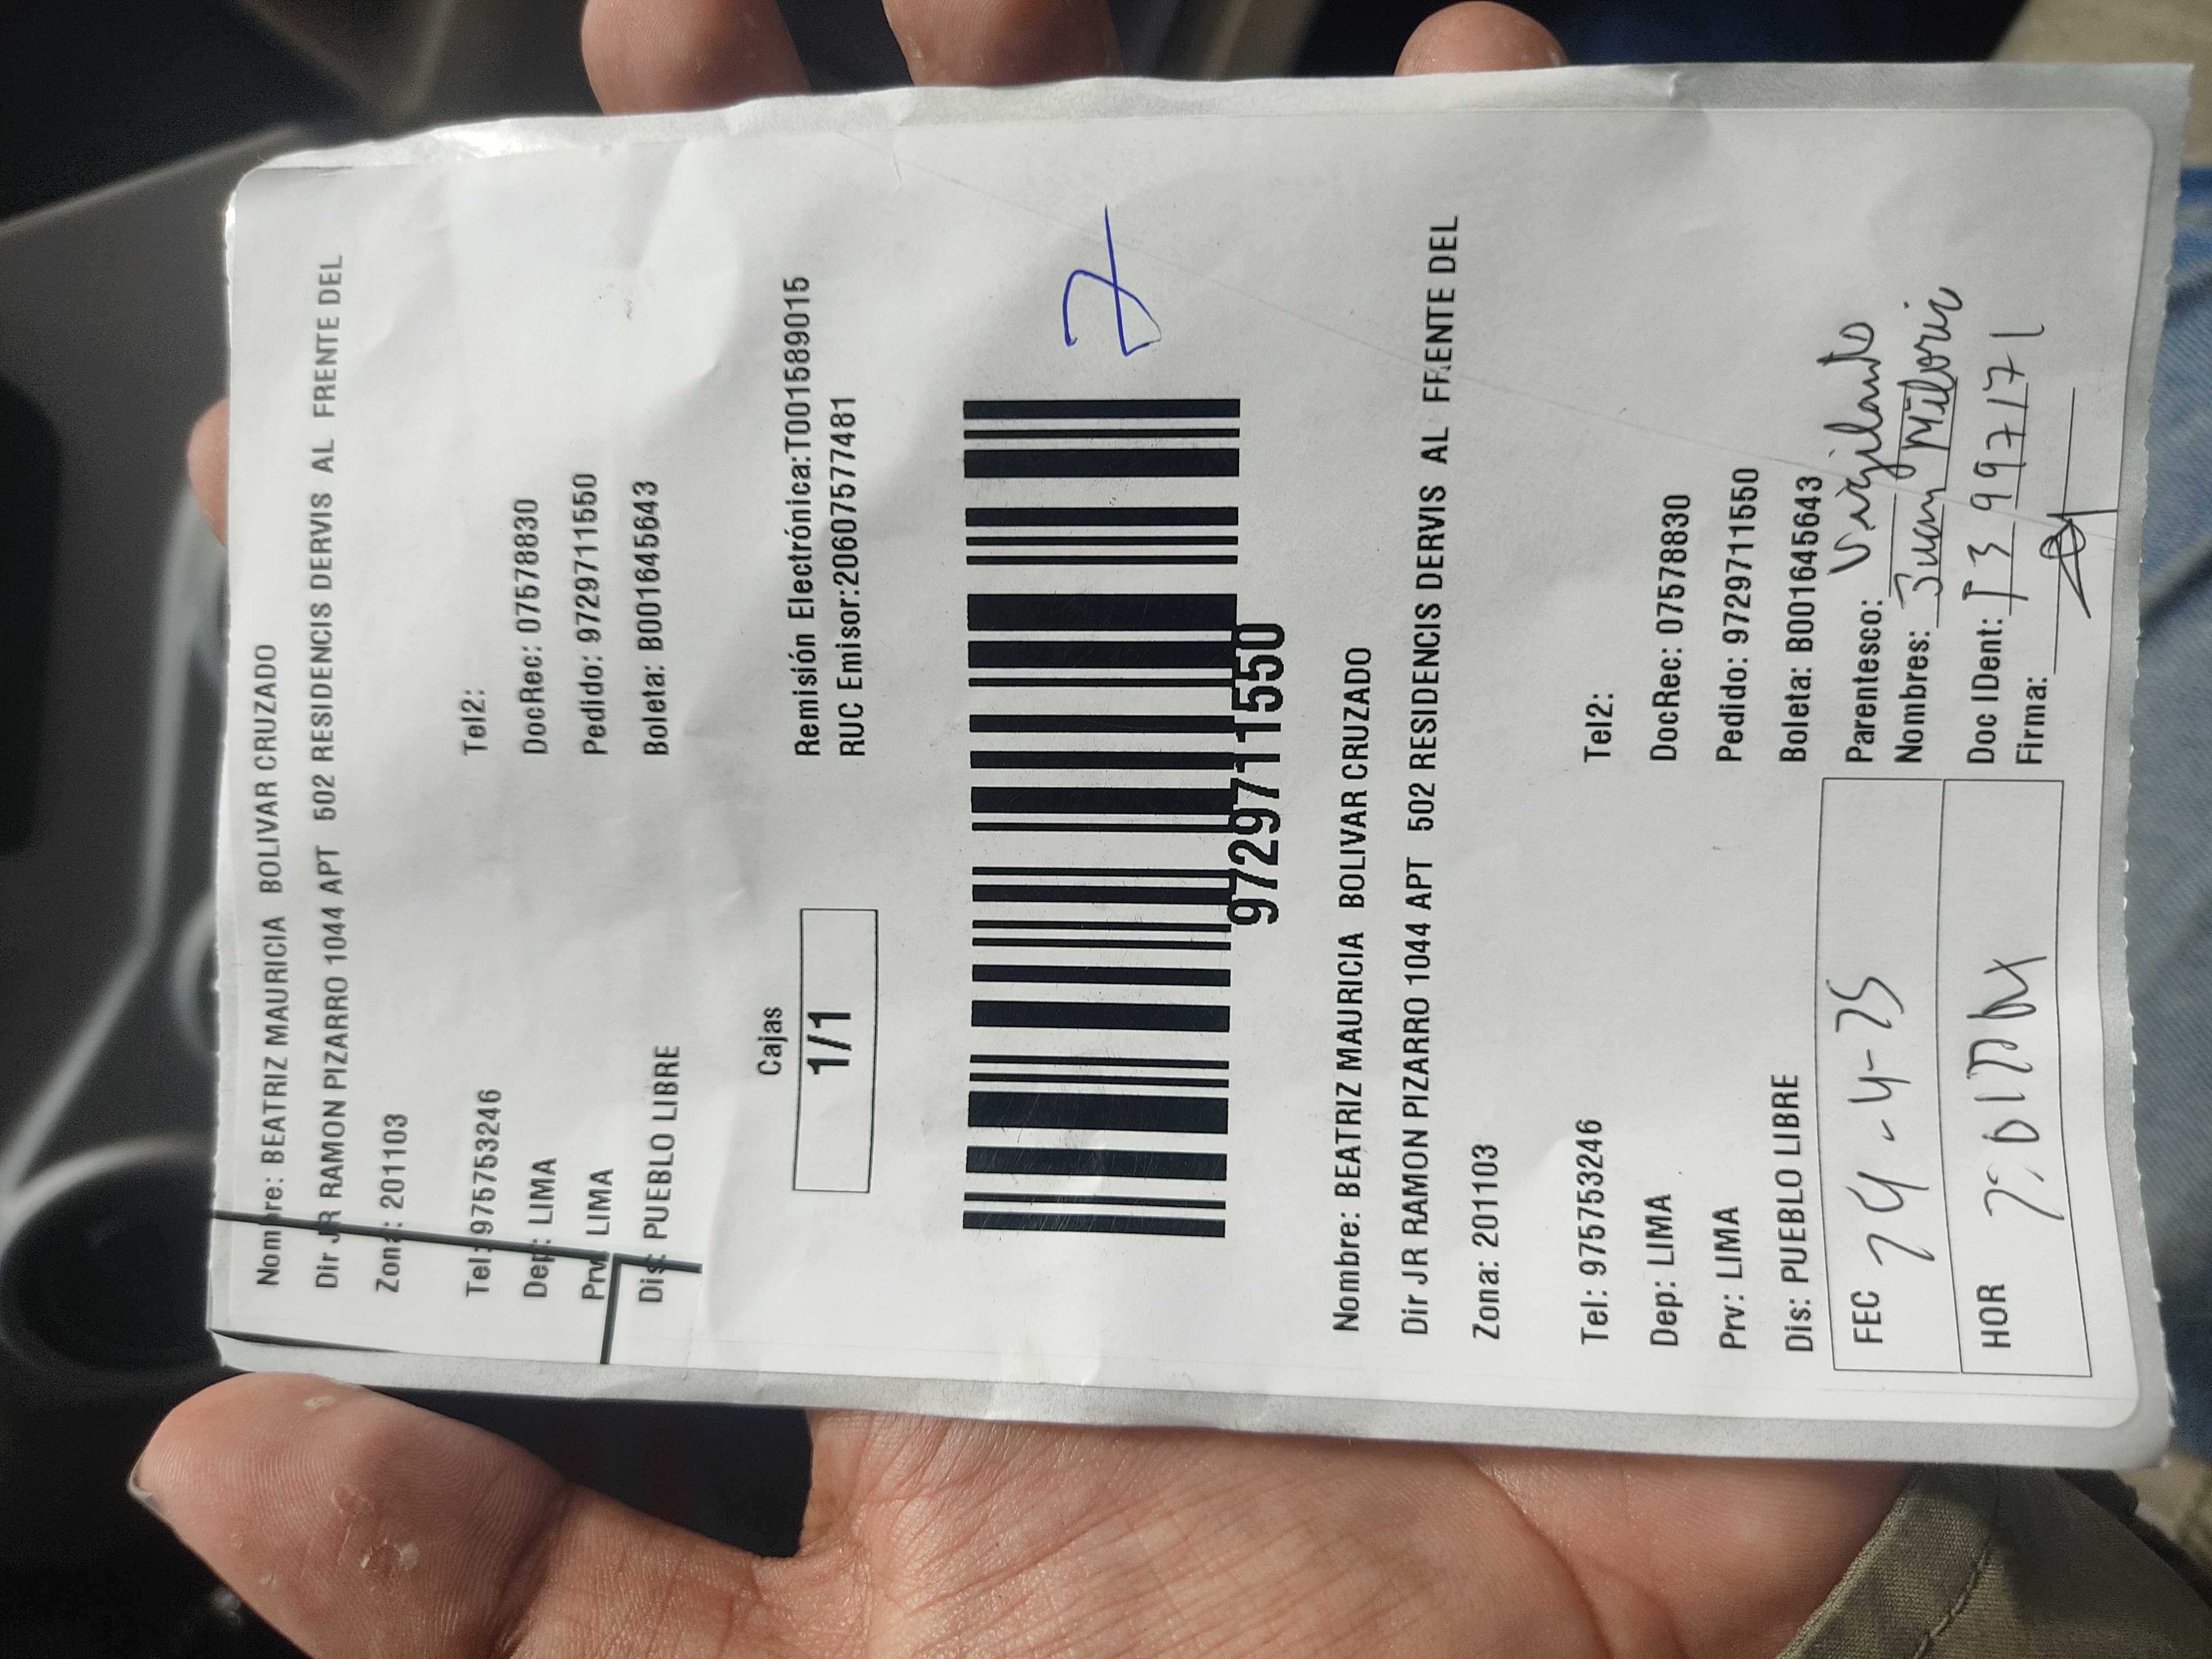 Nombre: BEATRIZ MAURICIA BOLIVAR CRUZADO
Dir JR RAMON PIZARRO 1044 APT 502 RESIDENCIS DERVIS AL FRENTE DEL
Zona: 201103
Tel: 975753246 Tel2:
Dep: LIMA DocRec: 07578830
Prv: LIMA Pedido: 9729711550
Dis: PUEBLO LIBRE Boleta: B001645643
Cajas
1/1
Remisión Electrónica:T001589015
RUC Emisor:20607577481
9729711550
Nombre: BEATRIZ MAURICIA BOLIVAR CRUZADO
Dir JR RAMON PIZARRO 1044 APT 502 RESIDENCIS DERVIS AL FRENTE DEL
Zona: 201103
Tel: 975753246 Tel2:
Dep: LIMA DocRec: 07578830
Prv: LIMA Pedido: 9729711550
Dis: PUEBLO LIBRE Boleta: B001645643
FEC 24-4-25 Parentesco: Vigilante
Nombres: Juan
HOR Doc IDent:
Firma: